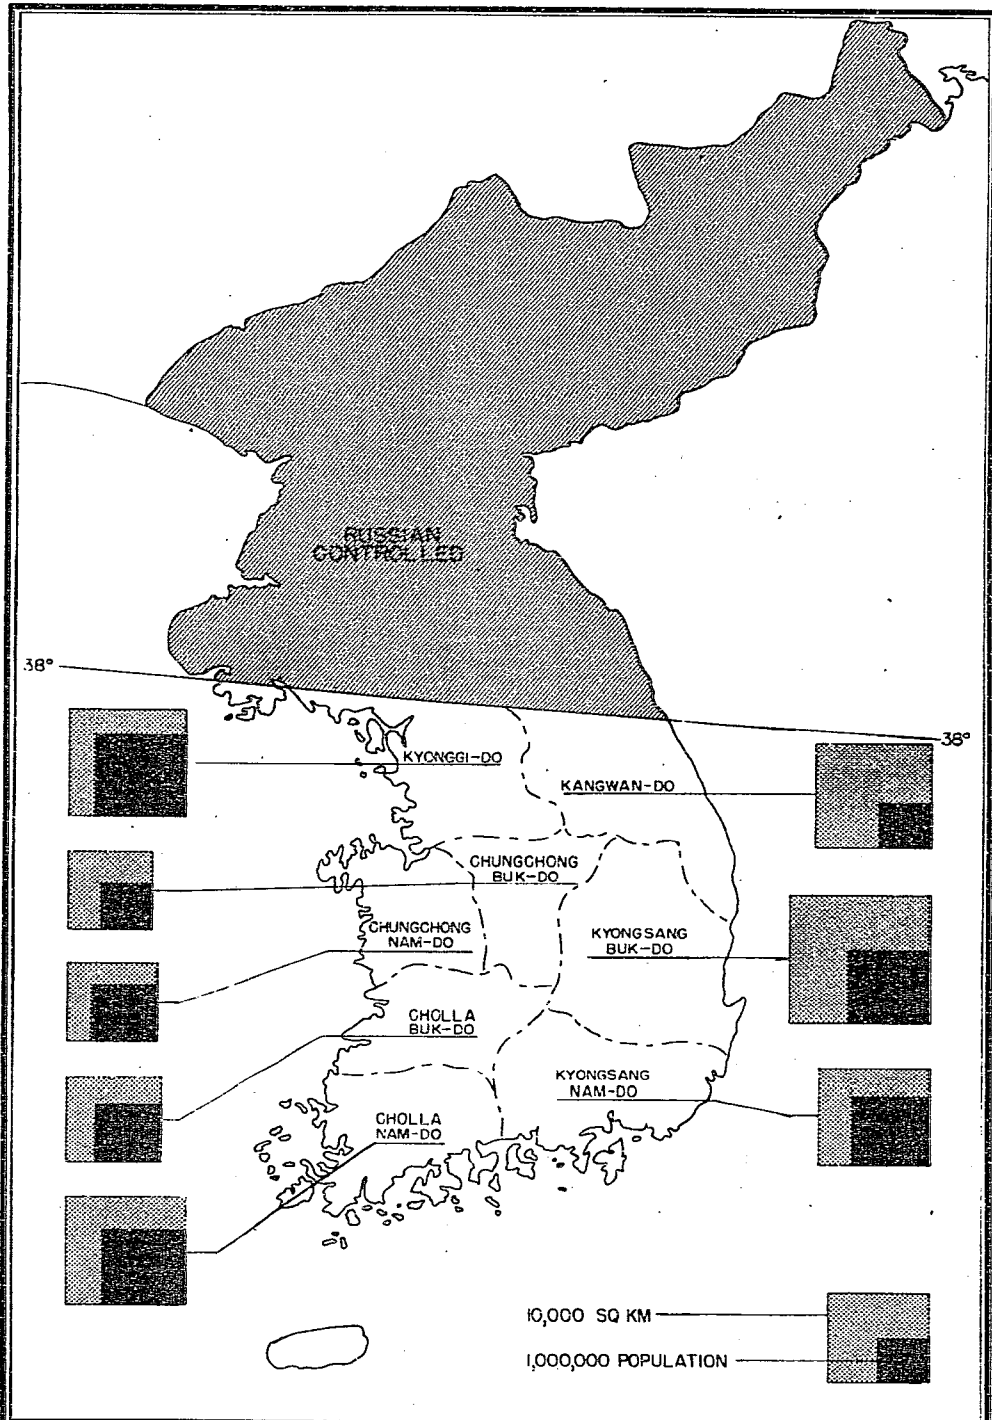 RUSSIAN
CONTROLLED
38°
38°
KYONGGI-DO
KANGWAN-DO
CHUNGCHONG
BUK-DO
CHUNGCHONG
NAM-DO
KYONGSANG
BUK-DO
CHOLLA
BUK-DO
KYONGSANG
NAM-DO
CHOLLA
NAM-DO
10,000 SQ KM
1,000,000 POPULATION